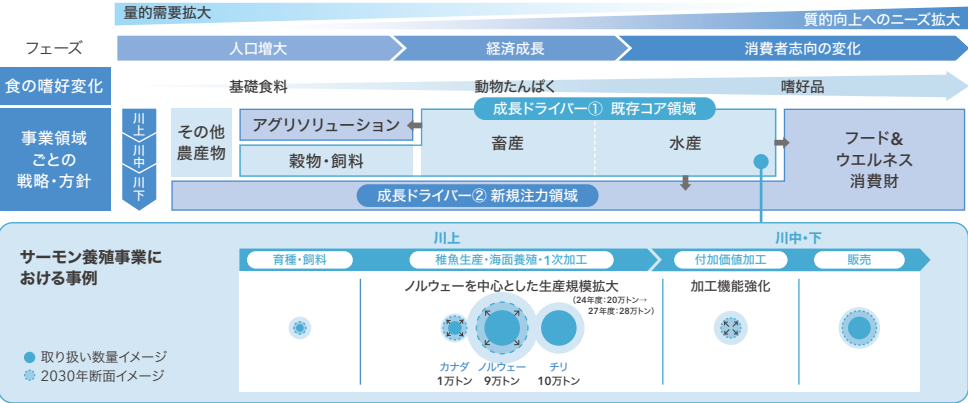 量的需要拡大
質的向上へのニーズ拡大
フェーズ
人口増大
経済成長
消費者志向の変化
食の嗜好変化
基礎食料
動物たんぱく
嗜好品
事業領域
ごとの
戦略・方針
川上
川中
川下
その他
農産物
アグリソリューション
穀物・飼料
成長ドライバー① 既存コア領域
畜産
水産
フード&
ウエルネス
消費財
成長ドライバー② 新規注力領域
サーモン養殖事業に
おける事例
川上
川中・下
育種・飼料
稚魚生産・海面養殖・1次加工
付加価値加工
販売
ノルウェーを中心とした生産規模拡大
(24年度:20万トン→
27年度:28万トン)
加工機能強化
カナダ
1万トン
ノルウェー
9万トン
チリ
10万トン
取り扱い数量イメージ
2030年断面イメージ